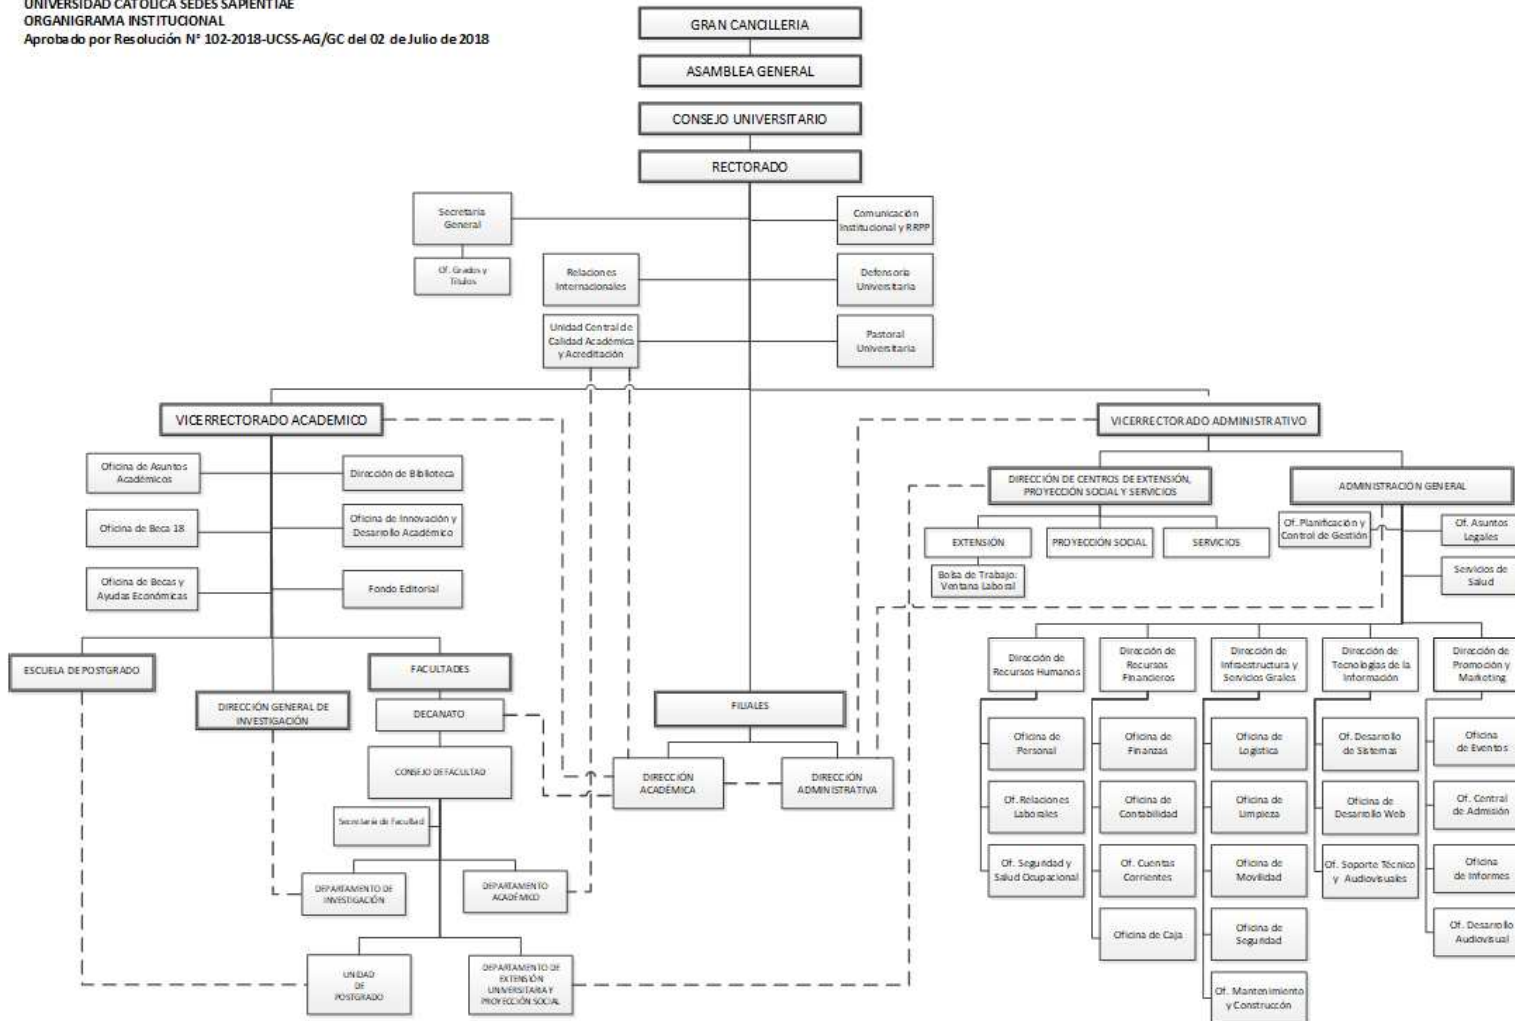 UNIVERSIDAD CATOLICA SEDES SAPIENTIAE
ORGANIGRAMA INSTITUCIONAL
Aprobado por Resolución N° 102-2018-UCSS-AG/GC del 02 de Julio de 2018
GRAN CANCILLERIA
ASAMBLEA GENERAL
CONSEJO UNIVERSITARIO
RECTORADO
Secretaría
General
Of. Grados y
Títulos
Comunicación
Institucional y RRPP
Relaciones
Internacionales
Defensoría
Universitaria
Unidad Central de
Calidad Académica
y Acreditación
Pastoral
Universitaria
VICERRECTORADO ACADEMICO
VICERRECTORADO ADMINISTRATIVO
Oficina de Asuntos
Académicos
Dirección de Biblioteca
Oficina de Beca 18
Oficina de Innovación y
Desarrollo Académico
Oficina de Becas y
Ayudas Económicas
Fondo Editorial
DIRECCIÓN DE CENTROS DE EXTENSIÓN,
PROYECCIÓN SOCIAL Y SERVICIOS
ADMINISTRACIÓN GENERAL
EXTENSIÓN
PROYECCIÓN SOCIAL
SERVICIOS
Bolsa de Trabajo:
Ventana Laboral
Of. Planificación y
Control de Gestión
Of. Asuntos
Legales
Servicios de
Salud
ESCUELA DE POSTGRADO
DIRECCIÓN GENERAL DE
INVESTIGACIÓN
FACULTADES
DECANATO
CONSEJO DE FACULTAD
Secretaría de Facultad
DEPARTAMENTO DE
INVESTIGACIÓN
DEPARTAMENTO
ACADÉMICO
UNIDAD
DE
POSTGRADO
DEPARTAMENTO DE
EXTENSIÓN
UNIVERSITARIA Y
PROYECCIÓN SOCIAL
FILIALES
DIRECCIÓN
ACADÉMICA
DIRECCIÓN
ADMINISTRATIVA
Dirección de
Recursos Humanos
Oficina de
Personal
Of. Relaciones
Laborales
Of. Seguridad y
Salud Ocupacional
Dirección de
Recursos
Financieros
Oficina de
Finanzas
Oficina de
Contabilidad
Of. Cuentas
Corrientes
Oficina de Caja
Dirección de
Infraestructura y
Servicios Grales
Oficina de
Logística
Oficina de
Limpieza
Oficina de
Movilidad
Oficina de
Seguridad
Of. Mantenimiento
y Construccón
Dirección de
Tecnologías de la
Información
Of. Desarrollo
de Sistemas
Oficina de
Desarrollo Web
Of. Soporte Técnico
y Audiovisuales
Dirección de
Promoción y
Marketing
Oficina
de Eventos
Of. Central
de Admisión
Oficina
de Informes
Of. Desarrollo
Audiovisual